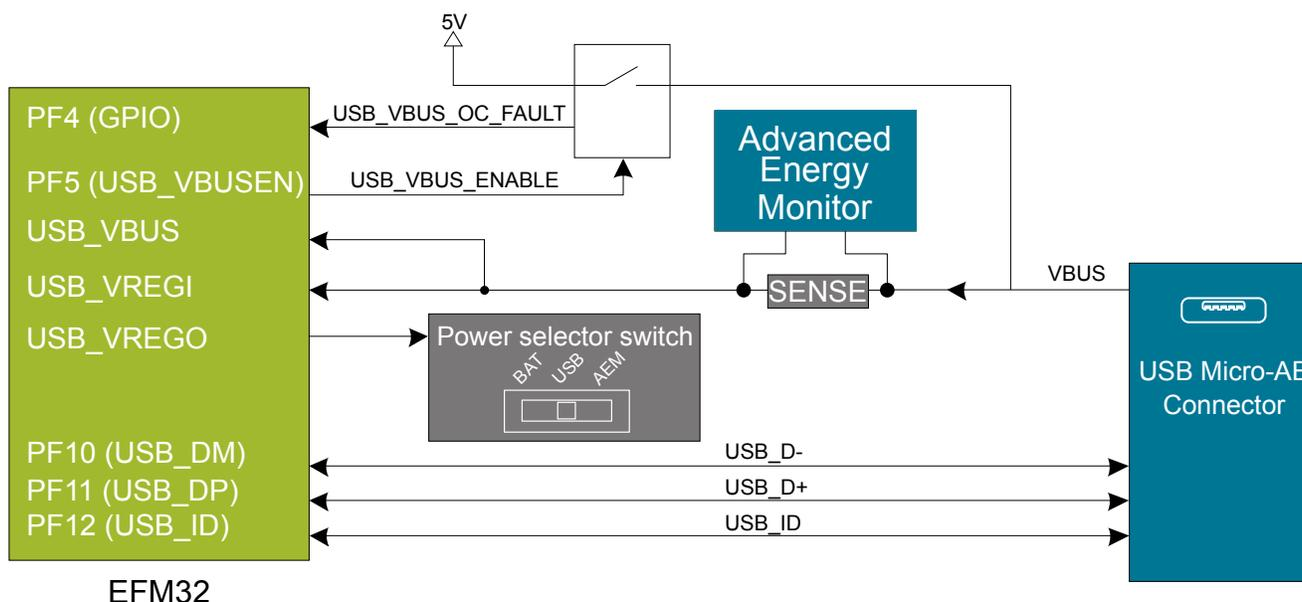 5V
PF4 (GPIO)
USB_VBUS_OC_FAULT
PF5 (USB_VBUSEN)
USB_VBUS_ENABLE
USB_VBUS
USB_VREGI
USB_VREGO
Advanced
Energy
Monitor
SENSE
VBUS
Power selector switch
BAT
USB
AEM
USB Micro-AB
Connector
PF10 (USB_DM)
USB_D-
PF11 (USB_DP)
USB_D+
PF12 (USB_ID)
USB_ID
EFM32